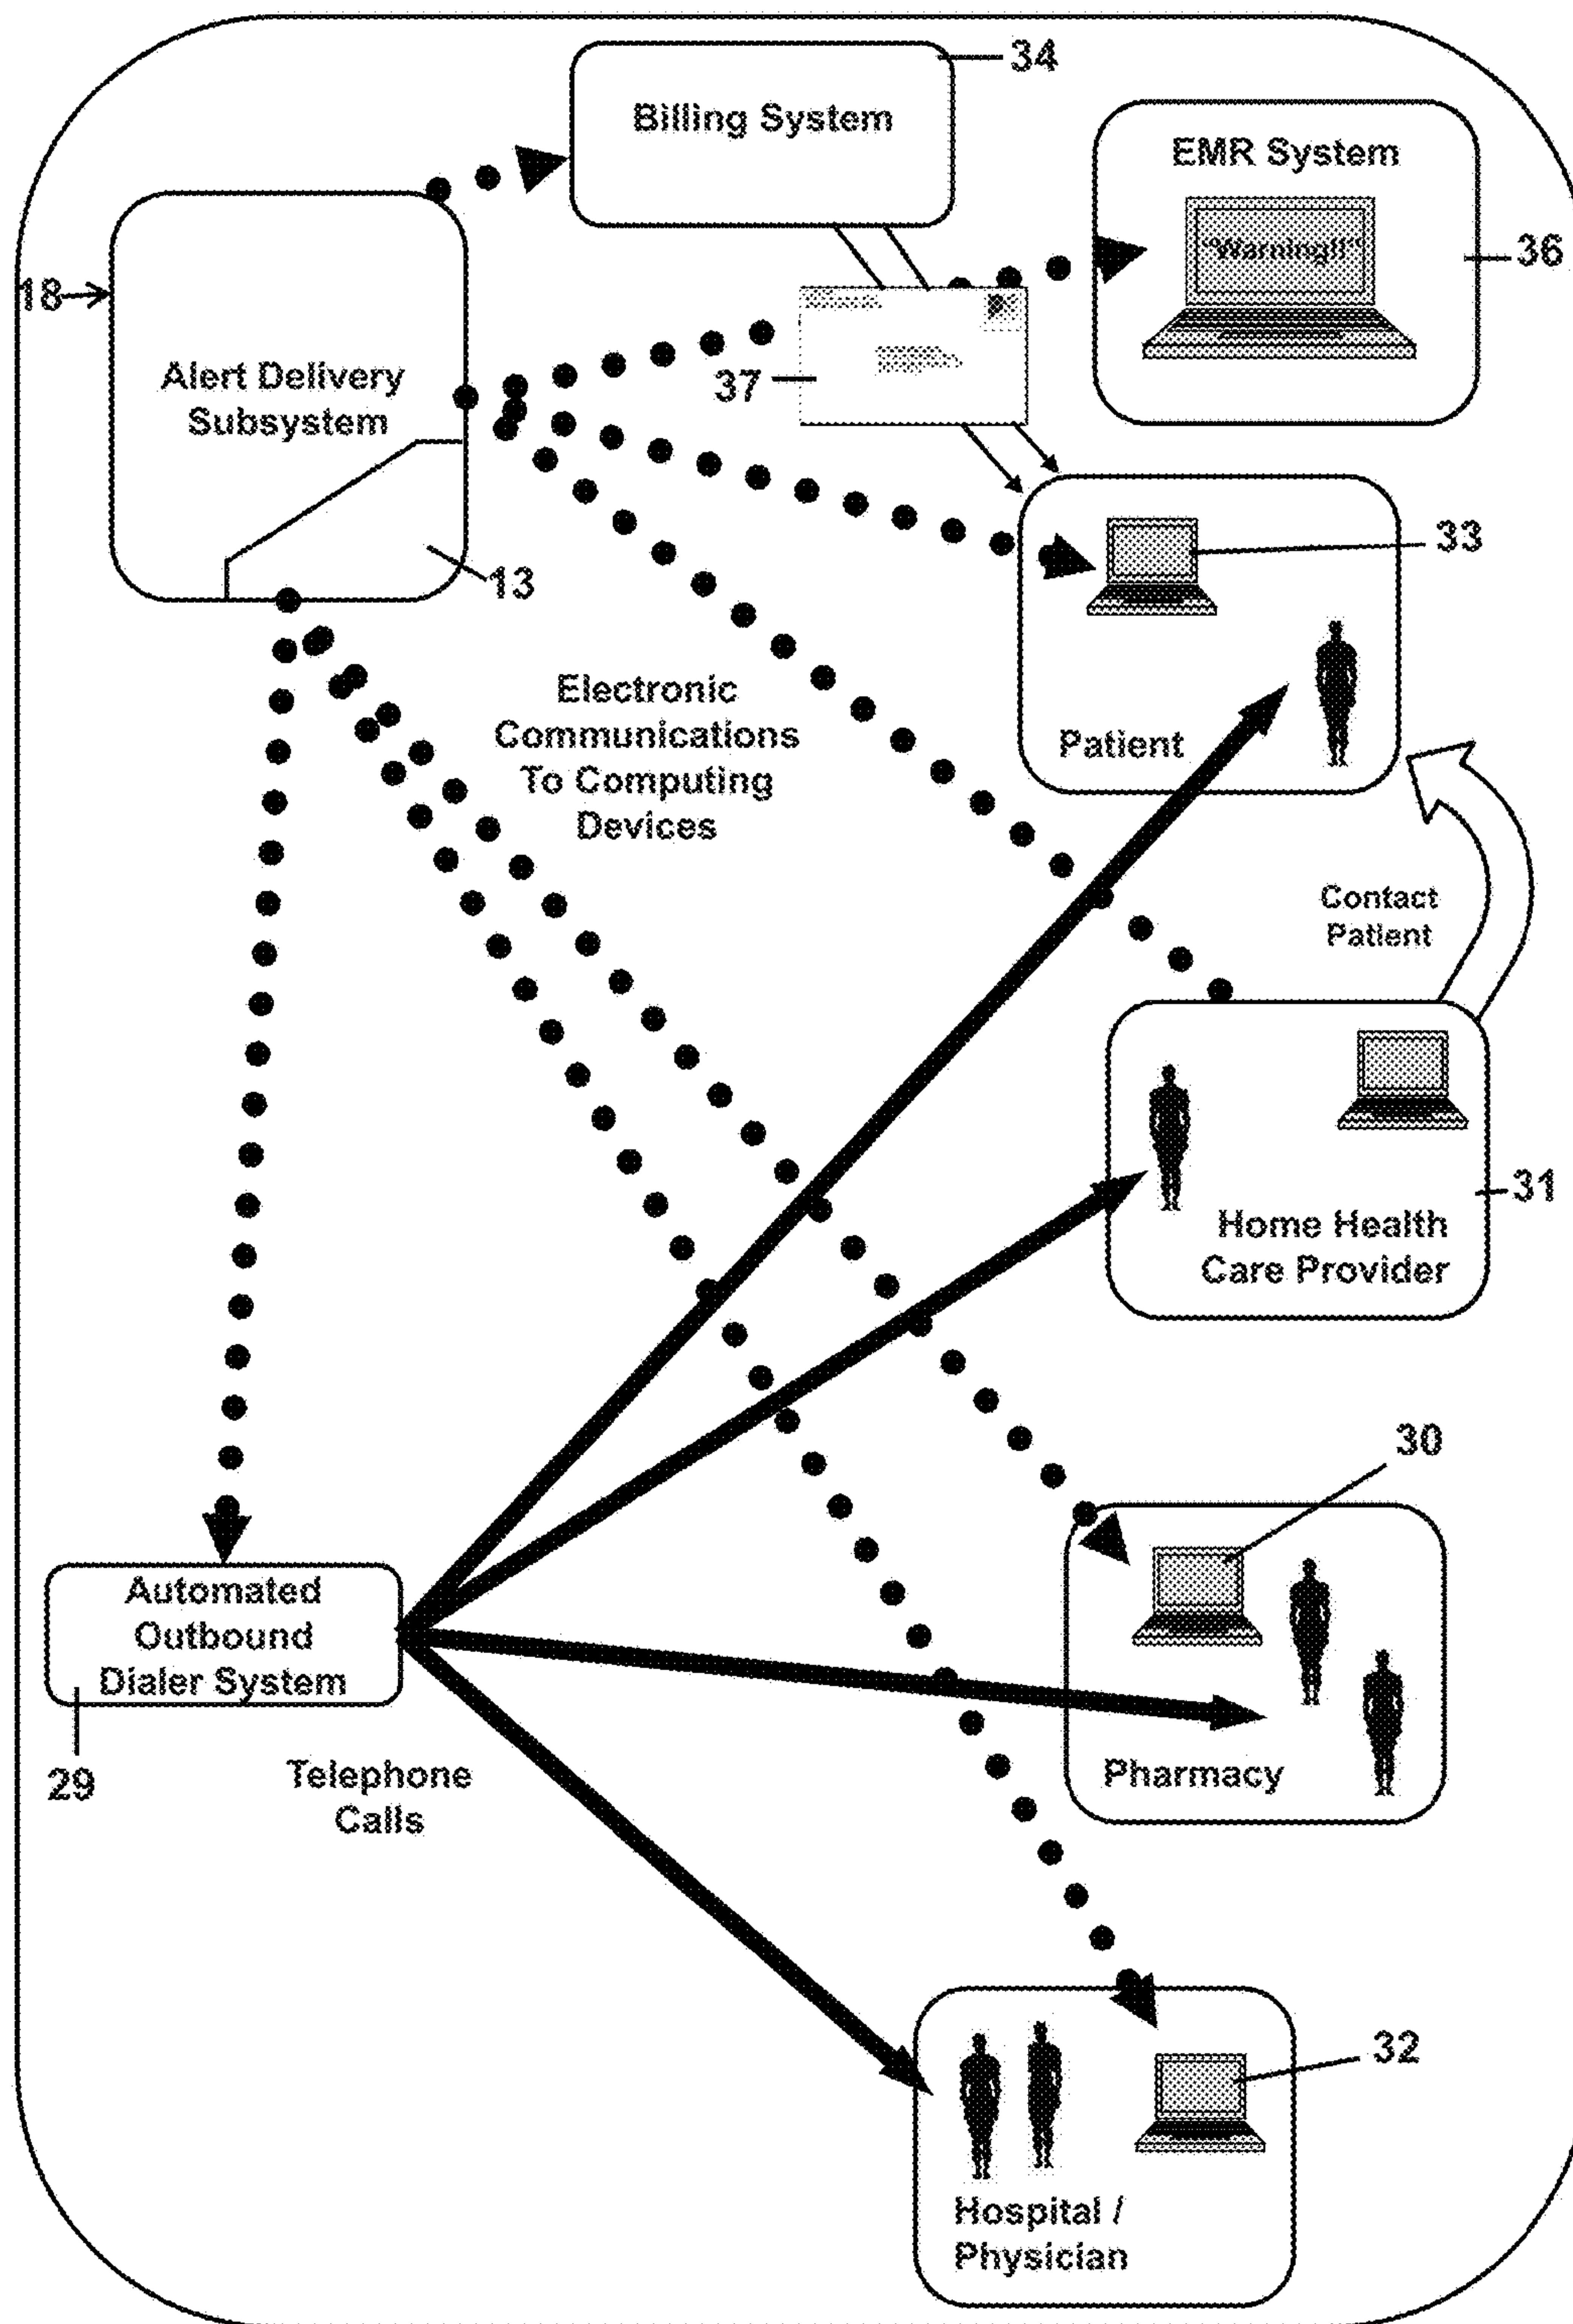 34
Billing System
EMR System
"Warning!!"
36
18
Alert Delivery
Subsystem
37
13
33
Electronic
Communications
To Computing
Devices
Patient
Contact
Patient
31
Home Health
Care Provider
30
Automated
Outbound
Dialer System
29
Telephone
Calls
Pharmacy
32
Hospital /
Physician